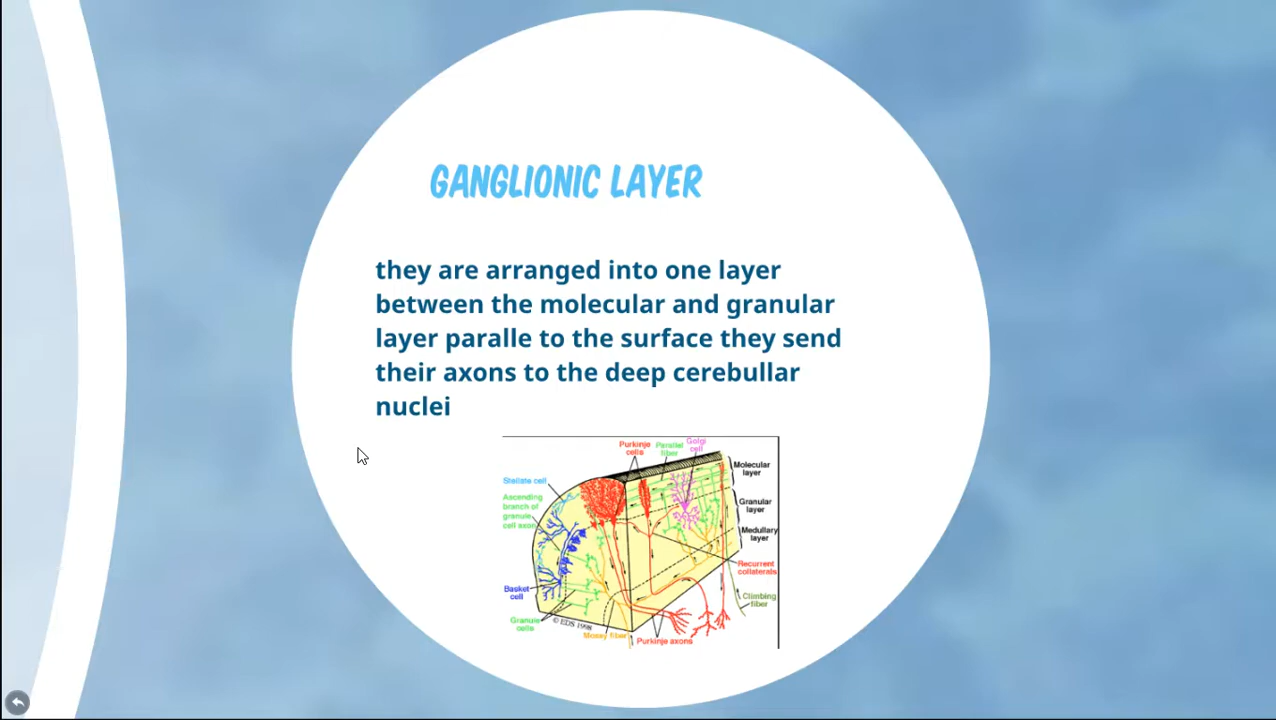 GANGLIONIC LAYER
they are arranged into one layer
between the molecular and granular
layer paralle to the surface they send
their axons to the deep cerebullar
nuclei
Purkinje
cells
Parallel
fiber
Golgi
cell
Molecular
layer
Stellate cell
Ascending
branch of
granule
cell axon
Granular
layer
Medullary
layer
Recurrent
collaterals
Basket
cell
Climbing
fiber
Granule
cells
© EDS 1998
Mossy fiber
Purkinje axons